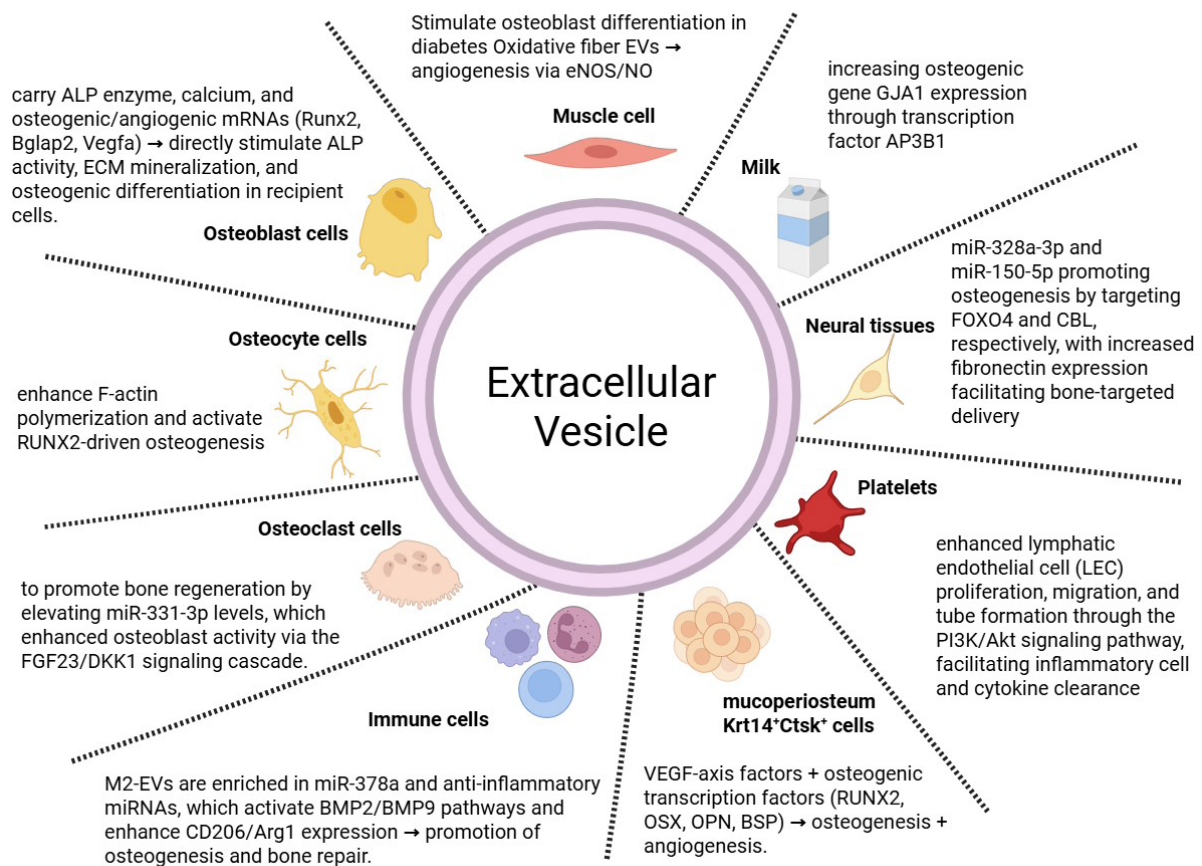 Stimulate osteoblast differentiation in
diabetes Oxidative fiber EVs →
angiogenesis via eNOS/NO
Muscle cell
increasing osteogenic
gene GJA1 expression
through transcription
factor AP3B1
Milk
carry ALP enzyme, calcium, and
osteogenic/angiogenic mRNAs (Runx2,
Bglap2, Vegfa) → directly stimulate ALP
activity, ECM mineralization, and
osteogenic differentiation in recipient
cells.
Osteoblast cells
miR-328a-3p and
miR-150-5p promoting
osteogenesis by targeting
FOXO4 and CBL,
respectively, with increased
fibronectin expression
facilitating bone-targeted
delivery
Neural tissues
Osteocyte cells
enhance F-actin
polymerization and activate
RUNX2-driven osteogenesis
Extracellular
Vesicle
Platelets
enhanced lymphatic
endothelial cell (LEC)
proliferation, migration, and
tube formation through the
PI3K/Akt signaling pathway,
facilitating inflammatory cell
and cytokine clearance
Osteoclast cells
to promote bone regeneration by
elevating miR-331-3p levels, which
enhanced osteoblast activity via the
FGF23/DKK1 signaling cascade.
Immune cells
M2-EVs are enriched in miR-378a and anti-inflammatory
miRNAs, which activate BMP2/BMP9 pathways and
enhance CD206/Arg1 expression → promotion of
osteogenesis and bone repair.
mucoperiosteum
Krt14⁺Ctsk⁺ cells
VEGF-axis factors + osteogenic
transcription factors (RUNX2,
OSX, OPN, BSP) → osteogenesis +
angiogenesis.